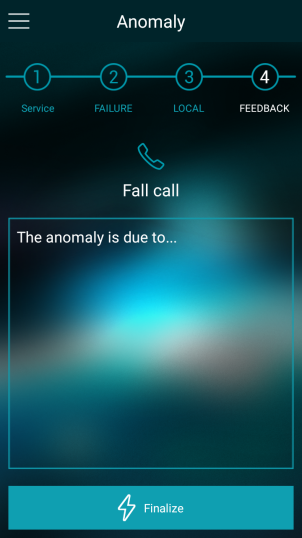 Anomaly
1 2 3 4
Service FAILURE LOCAL FEEDBACK
Fall call
The anomaly is due to...
Finalize